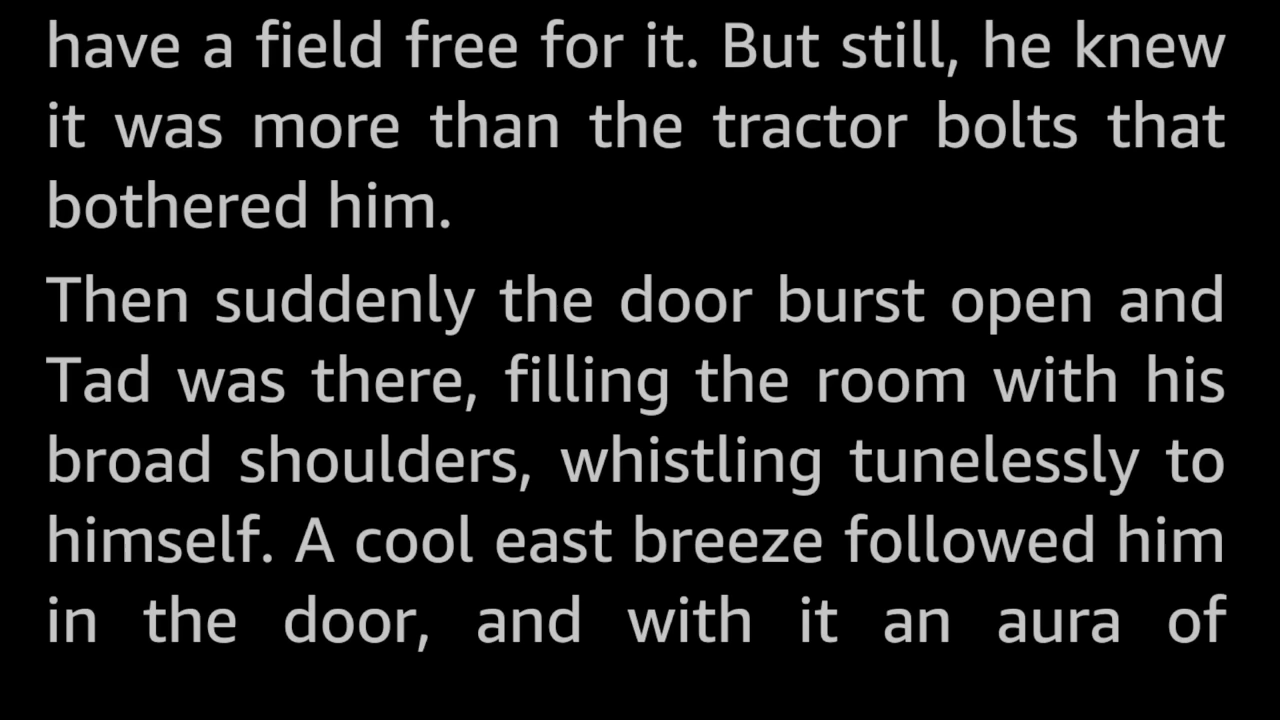 have a field free for it. But still, he knew
it was more than the tractor bolts that
bothered him.
Then suddenly the door burst open and
Tad was there, filling the room with his
broad shoulders, whistling tunelessly to
himself. A cool east breeze followed him
in the door, and with it an aura of